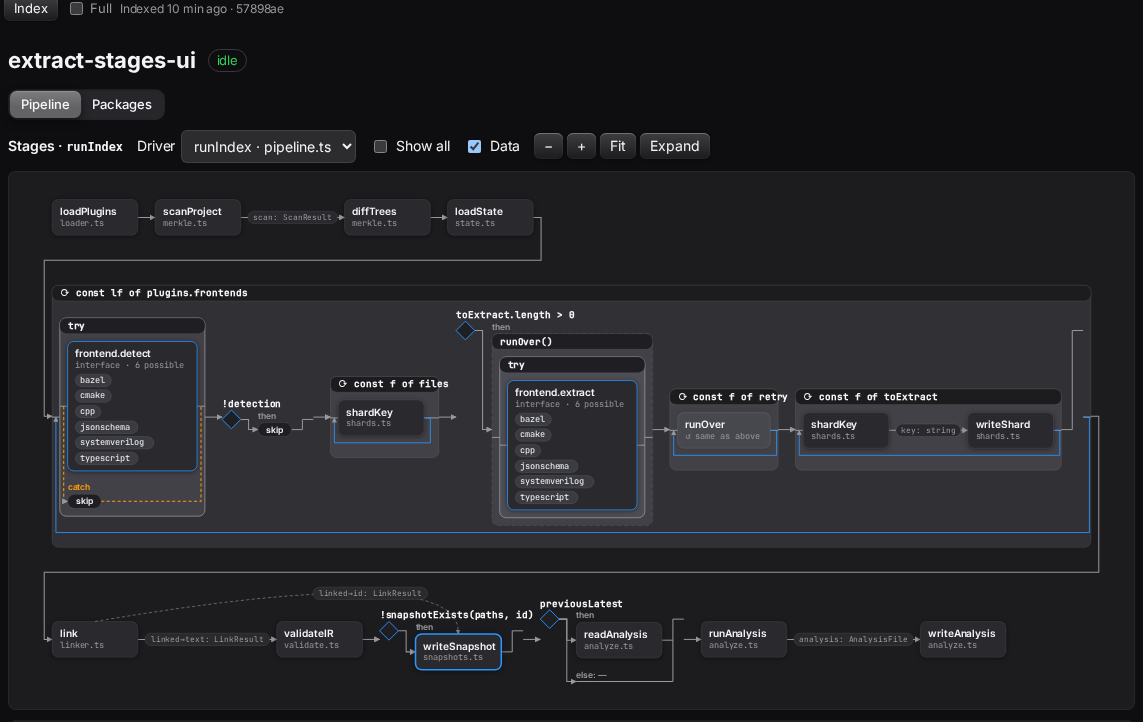 Index Full Indexed 10 min ago · 57898ae
extract-stages-ui idle
Pipeline Packages
Stages · runIndex Driver runIndex · pipeline.ts Show all Data − + Fit Expand
loadPlugins
loader.ts
scanProject
merkle.ts
scan: ScanResult
diffTrees
merkle.ts
loadState
state.ts
⟳ const lf of plugins.frontends
try
frontend.detect
interface · 6 possible
bazel
cmake
cpp
jsonschema
systemverilog
typescript
catch
skip
!detection
then
skip
⟳ const f of files
shardKey
shards.ts
toExtract.length > 0
then
runOver()
try
frontend.extract
interface · 6 possible
bazel
cmake
cpp
jsonschema
systemverilog
typescript
⟳ const f of retry
runOver
↺ same as above
⟳ const f of toExtract
shardKey
shards.ts
key: string
writeShard
shards.ts
linked→id: LinkResult
link
linker.ts
linked→text: LinkResult
validateIR
validate.ts
!snapshotExists(paths, id)
then
writeSnapshot
snapshots.ts
previousLatest
then
readAnalysis
analyze.ts
else: —
runAnalysis
analyze.ts
analysis: AnalysisFile
writeAnalysis
analyze.ts